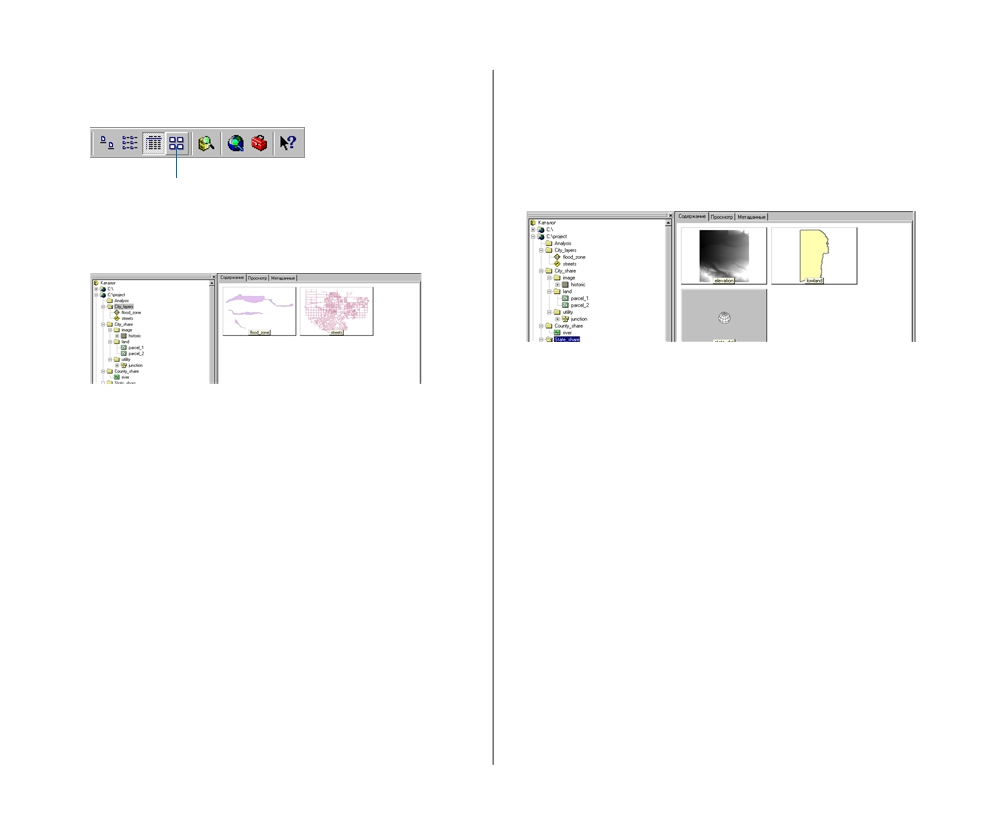 Каталог
C:\
C:\project
Analysis
City_layers
flood_zone
streets
City_share
image
historic
land
parcel_1
parcel_2
utility
junction
County_share
river
State_share
Содержание Просмотр Метаданные
flood_zone
streets
Каталог
C:\
C:\project
Analysis
City_layers
flood_zone
streets
City_share
image
historic
land
parcel_1
parcel_2
utility
junction
County_share
river
State_share
Содержание Просмотр Метаданные
elevation
lowland